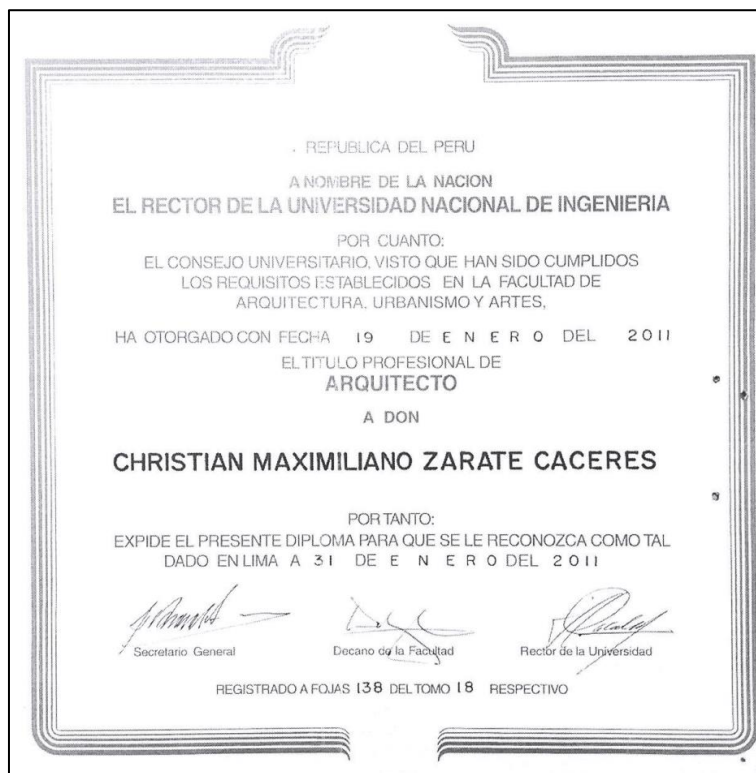 REPUBLICA DEL PERU
A NOMBRE DE LA NACION
EL RECTOR DE LA UNIVERSIDAD NACIONAL DE INGENIERIA
POR CUANTO:
EL CONSEJO UNIVERSITARIO, VISTO QUE HAN SIDO CUMPLIDOS
LOS REQUISITOS ESTABLECIDOS EN LA FACULTAD DE
ARQUITECTURA, URBANISMO Y ARTES,
HA OTORGADO CON FECHA 19 DE ENERO DEL 2011
EL TITULO PROFESIONAL DE
ARQUITECTO
A DON
CHRISTIAN MAXIMILIANO ZARATE CACERES
POR TANTO:
EXPIDE EL PRESENTE DIPLOMA PARA QUE SE LE RECONOZCA COMO TAL
DADO EN LIMA A 31 DE ENERO DEL 2011
Secretario General Decano de la Facultad Rector de la Universidad
REGISTRADO A FOJAS 138 DEL TOMO 18 RESPECTIVO